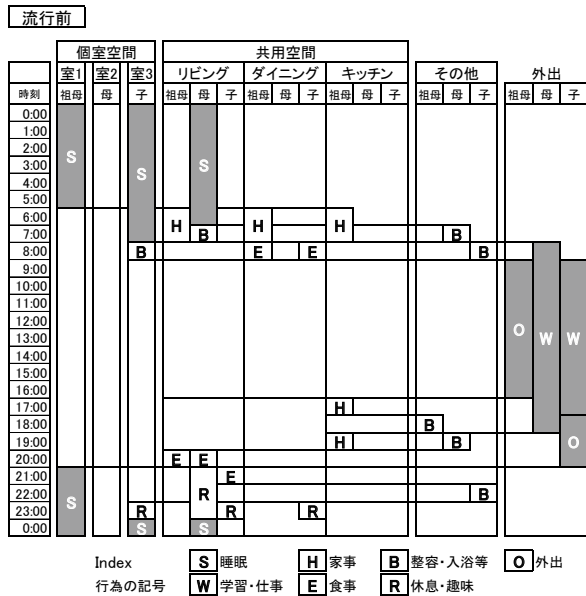 流行前
個室空間 共用空間
室1 室2 室3 リビング ダイニング キッチン その他 外出
時刻 祖母 母 子 祖母 母 子 祖母 母 子 祖母 母 子 祖母 母 子 祖母 母 子
0:00
1:00
2:00
3:00 S S S
4:00
5:00
6:00
7:00 H B H H B
8:00 B E E B
9:00
10:00
11:00
12:00
13:00 O W W
14:00
15:00
16:00
17:00 H
18:00 B
19:00 H B O
20:00 E E
21:00 E
22:00 S R B
23:00 R R R
0:00 S S
Index S 睡眠 H 家事 B 整容・入浴等 O 外出
行為の記号 W 学習・仕事 E 食事 R 休息・趣味